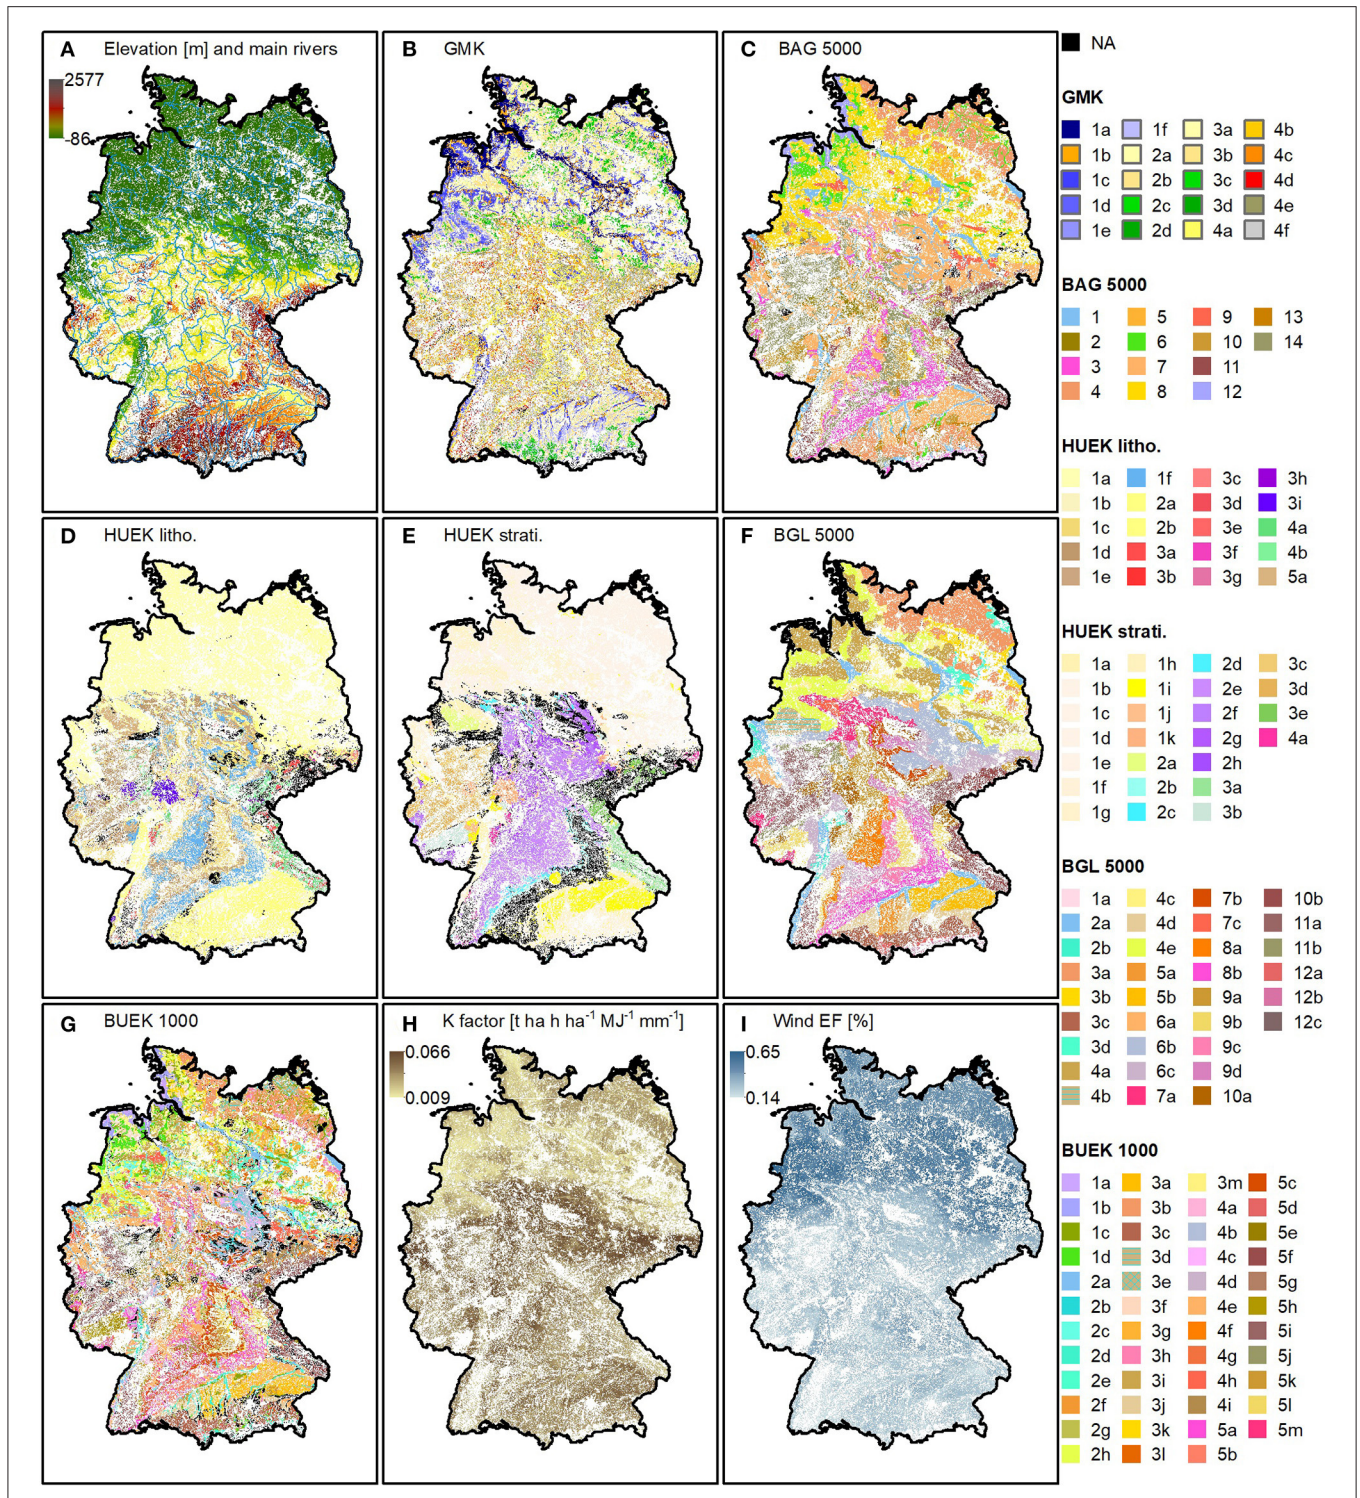 A Elevation [m] and main rivers
2577
-86
B GMK
C BAG 5000
D HUEK litho.
E HUEK strati.
F BGL 5000
G BUEK 1000
H K factor [t ha h ha⁻¹ MJ⁻¹ mm⁻¹]
0.066
0.009
I Wind EF [%]
0.65
0.14
NA
GMK
1a 1f 3a 4b
1b 2a 3b 4c
1c 2b 3c 4d
1d 2c 3d 4e
1e 2d 4a 4f
BAG 5000
1 5 9 13
2 6 10 14
3 7 11
4 8 12
HUEK litho.
1a 1f 3c 3h
1b 2a 3d 3i
1c 2b 3e 4a
1d 3a 3f 4b
1e 3b 3g 5a
HUEK strati.
1a 1h 2d 3c
1b 1i 2e 3d
1c 1j 2f 3e
1d 1k 2g 4a
1e 2a 2h
1f 2b 3a
1g 2c 3b
BGL 5000
1a 4c 7b 10b
2a 4d 7c 11a
2b 4e 8a 11b
3a 5a 8b 12a
3b 5b 9a 12b
3c 6a 9b 12c
3d 6b 9c
4a 6c 9d
4b 7a 10a
BUEK 1000
1a 3a 3m 5c
1b 3b 4a 5d
1c 3c 4b 5e
1d 3d 4c 5f
2a 3e 4d 5g
2b 3f 4e 5h
2c 3g 4f 5i
2d 3h 4g 5j
2e 3i 4h 5k
2f 3j 4i 5l
2g 3k 5a 5m
2h 3l 5b